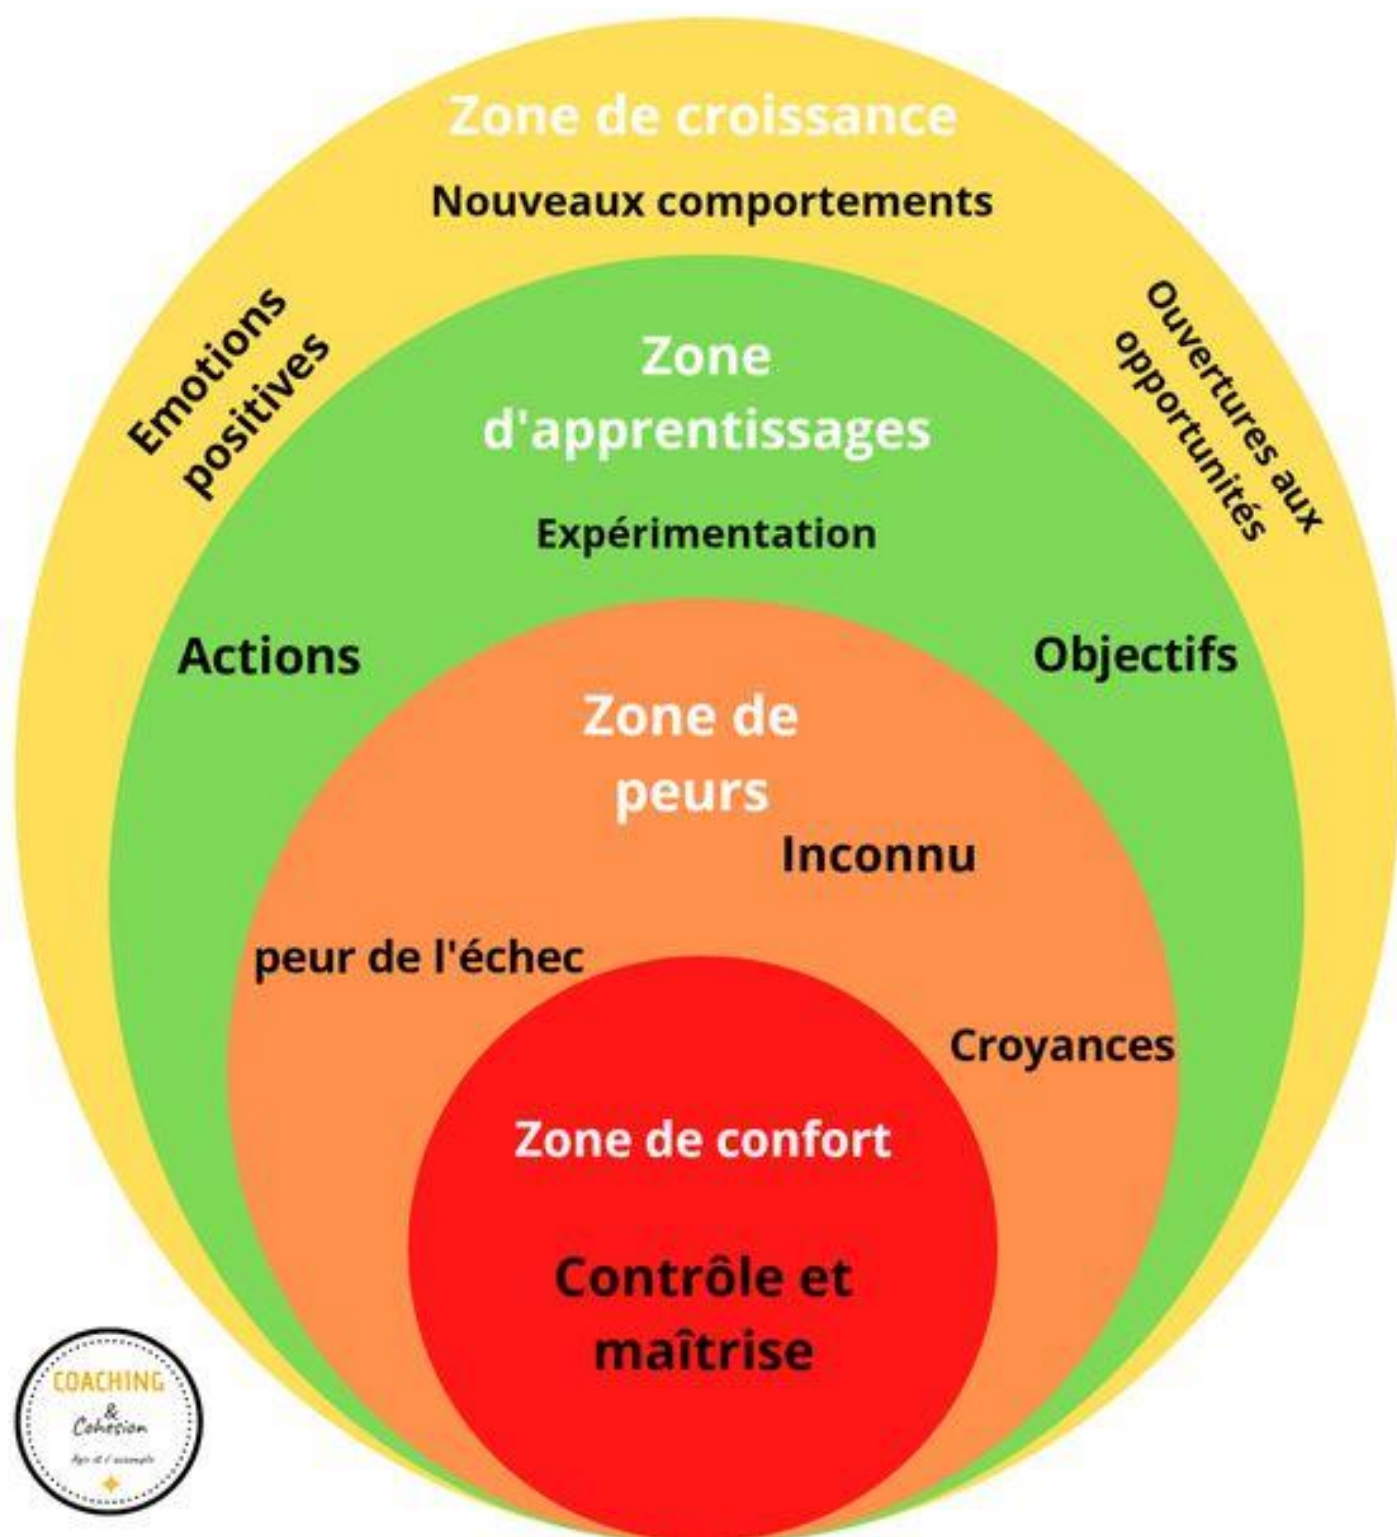 Zone de croissance
Nouveaux comportements
Emotions
positives
Ouvertures aux
opportunités
Zone
d'apprentissages
Expérimentation
Actions
Objectifs
Zone de
peurs
Inconnu
peur de l'échec
Croyances
Zone de confort
Contrôle et
maîtrise
COACHING
&
Cohésion